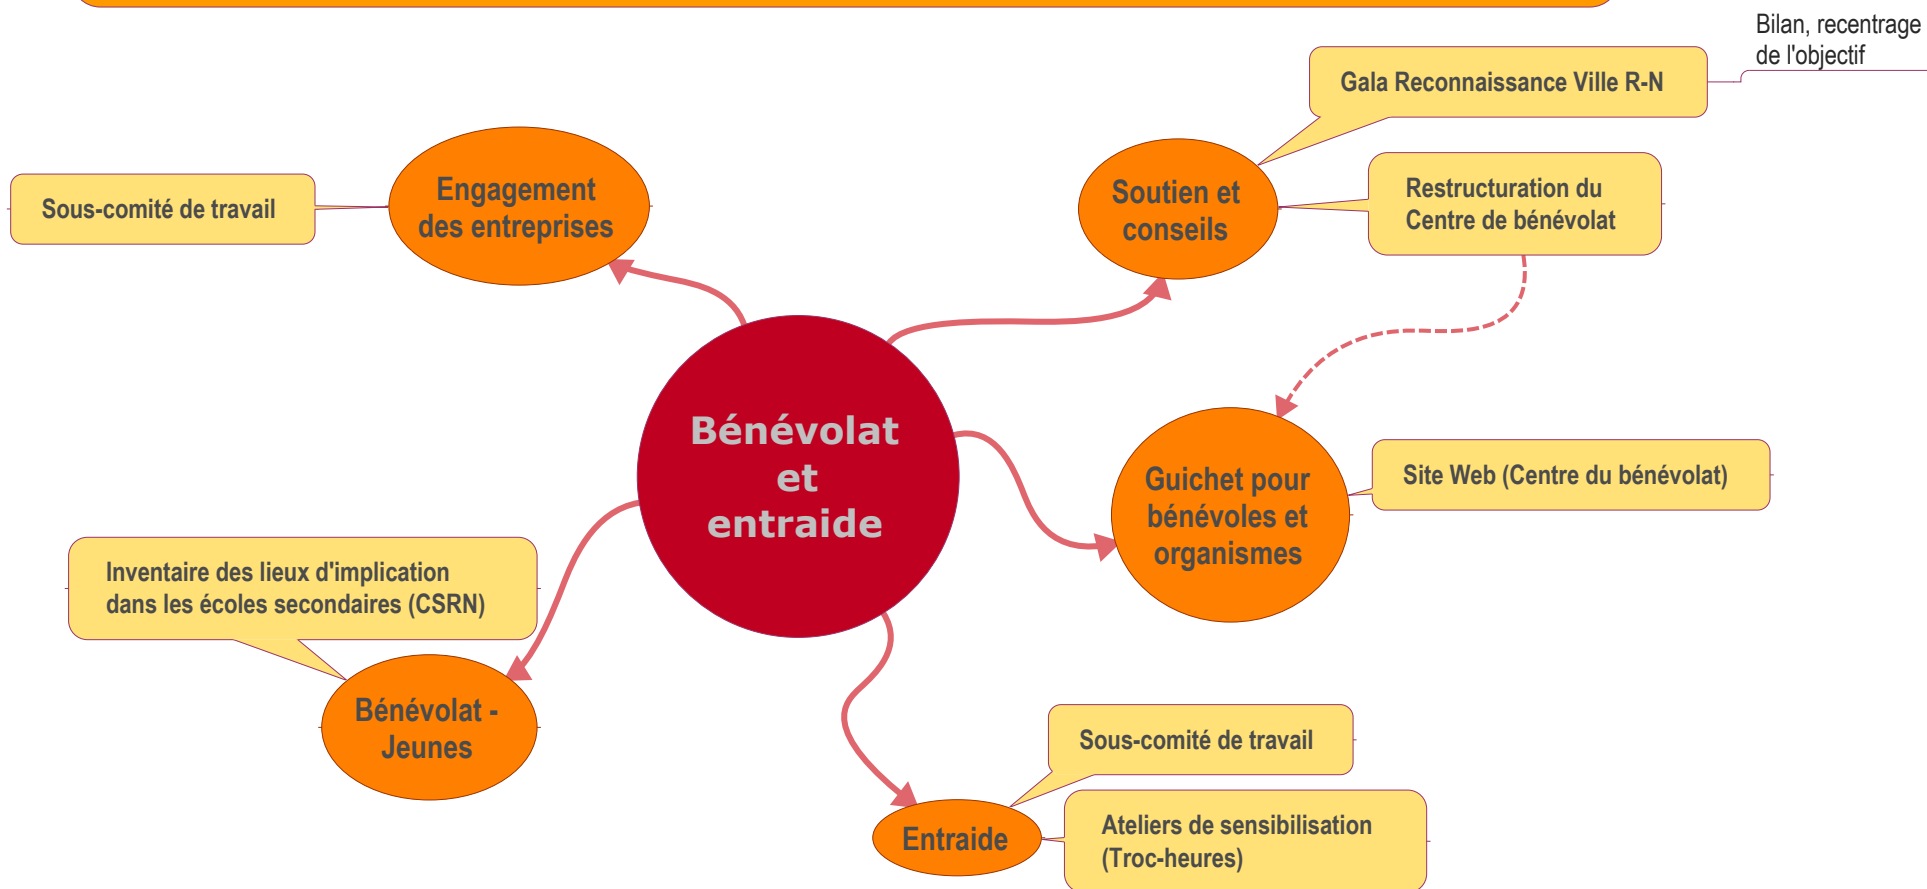 Bilan, recentrage
de l'objectif
Gala Reconnaissance Ville R-N
Engagement
des entreprises
Sous-comité de travail
Soutien et
conseils
Restructuration du
Centre de bénévolat
Bénévolat
et
entraide
Guichet pour
bénévoles et
organismes
Site Web (Centre du bénévolat)
Inventaire des lieux d'implication
dans les écoles secondaires (CSRN)
Bénévolat -
Jeunes
Sous-comité de travail
Entraide
Ateliers de sensibilisation
(Troc-heures)